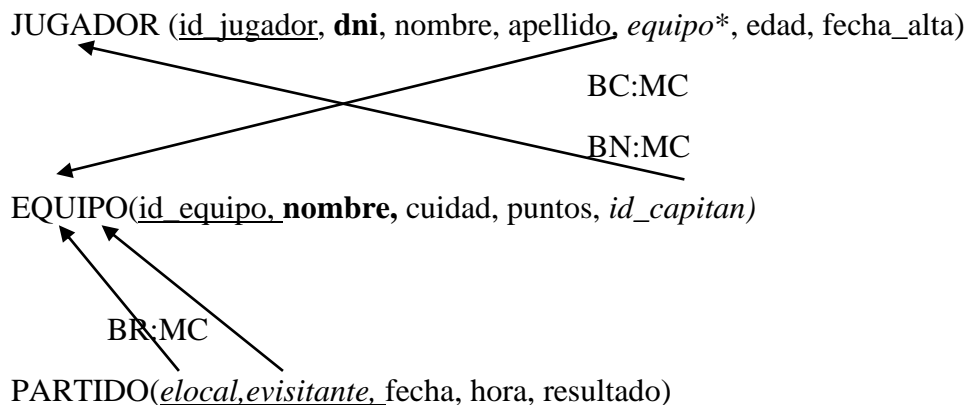 JUGADOR (id_jugador, dni, nombre, apellido, equipo*, edad, fecha_alta)
BC:MC
BN:MC
EQUIPO(id_equipo, nombre, cuidad, puntos, id_capitan)
BR:MC
PARTIDO(elocal,evisitante, fecha, hora, resultado)